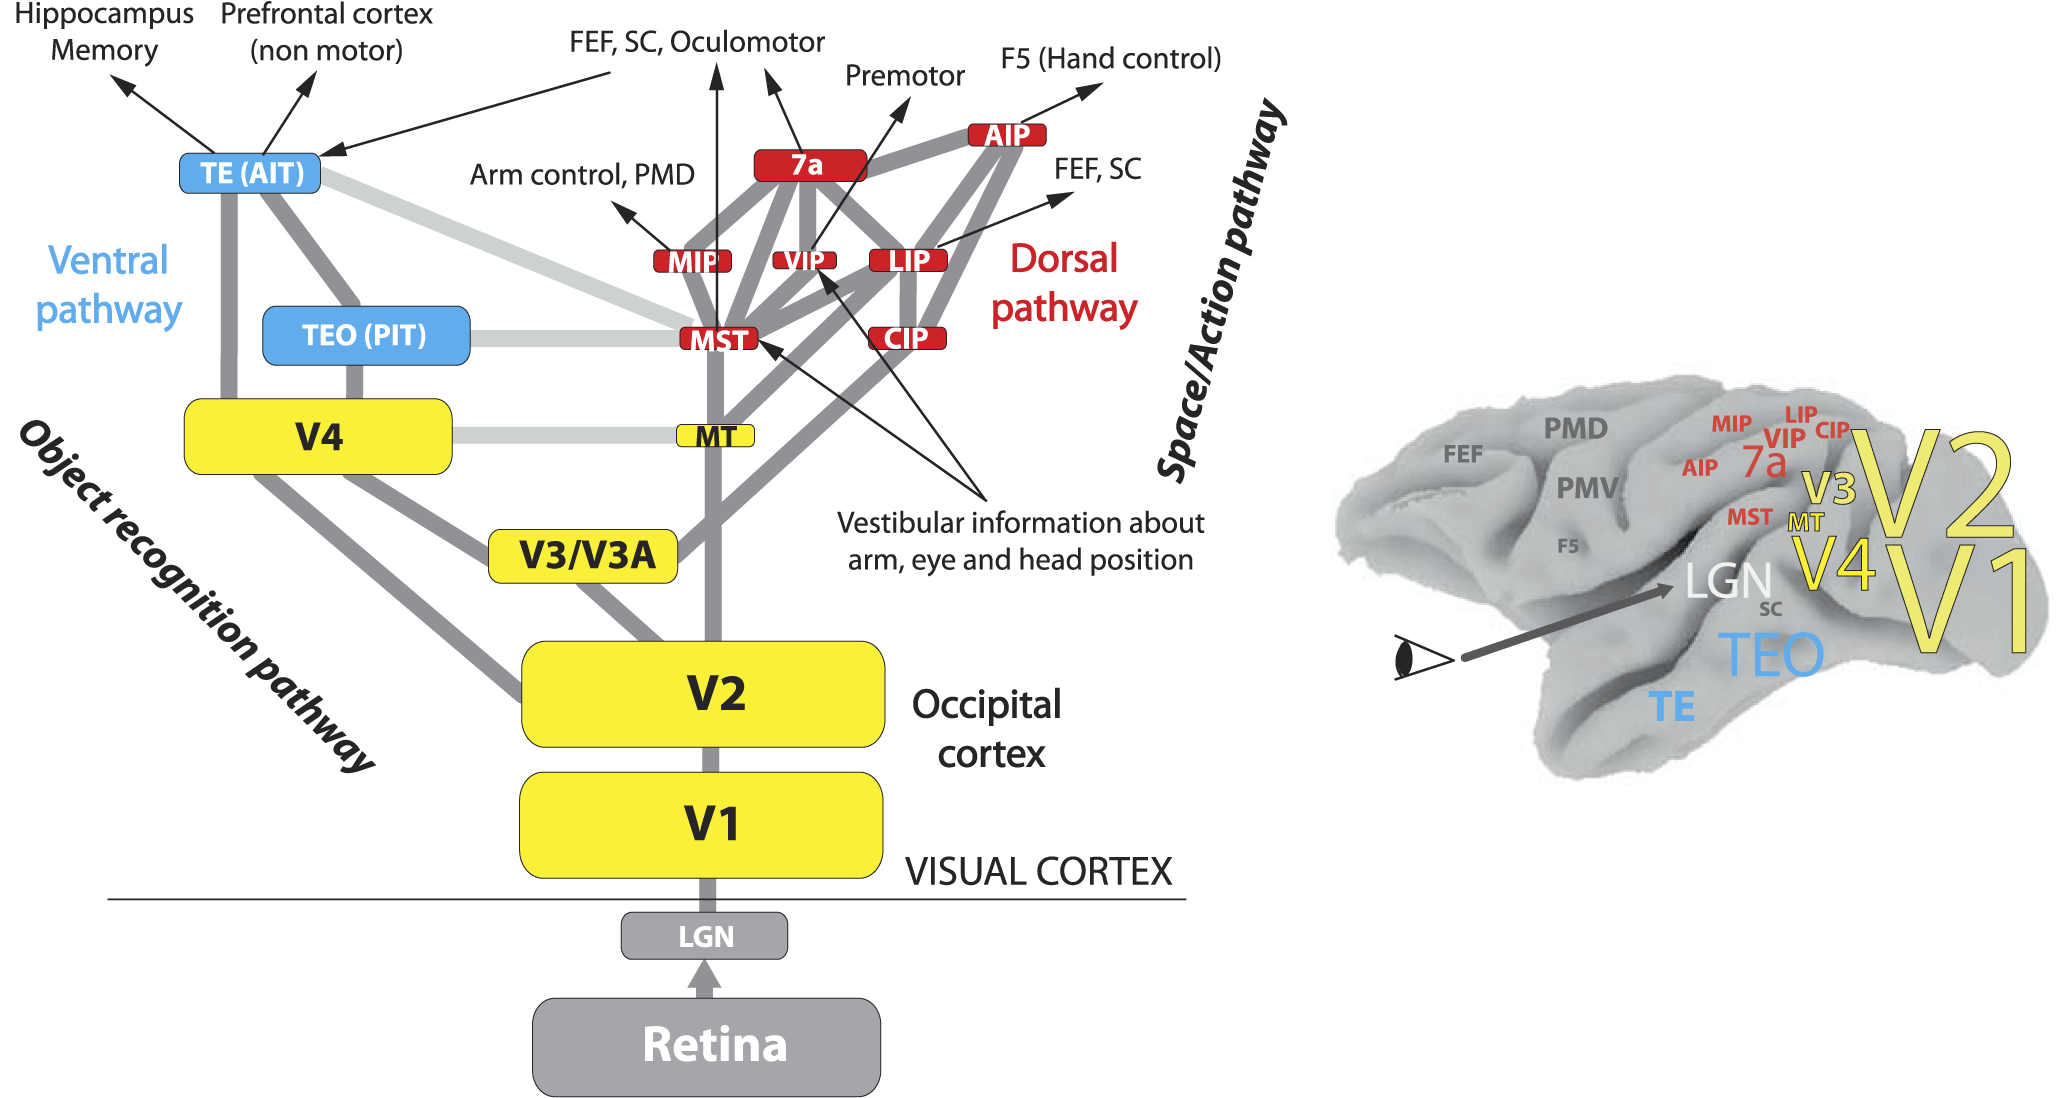 Hippocampus
Memory
Prefrontal cortex
(non motor)
FEF, SC, Oculomotor
Premotor
F5 (Hand control)
TE (AIT)
Arm control, PMD
7a
AIP
FEF, SC
Ventral
pathway
MIP
VIP
LIP
Dorsal
pathway
Space/Action pathway
TEO (PIT)
MST
CIP
V4
MT
Object recognition pathway
V3/V3A
Vestibular information about
arm, eye and head position
V2
Occipital
cortex
V1
VISUAL CORTEX
LGN
Retina
FEF
PMD
PMV
F5
MIP
LIP
VIP
CIP
AIP
7a
V3
V2
MST
MT
V4
V1
LGN
SC
TEO
TE